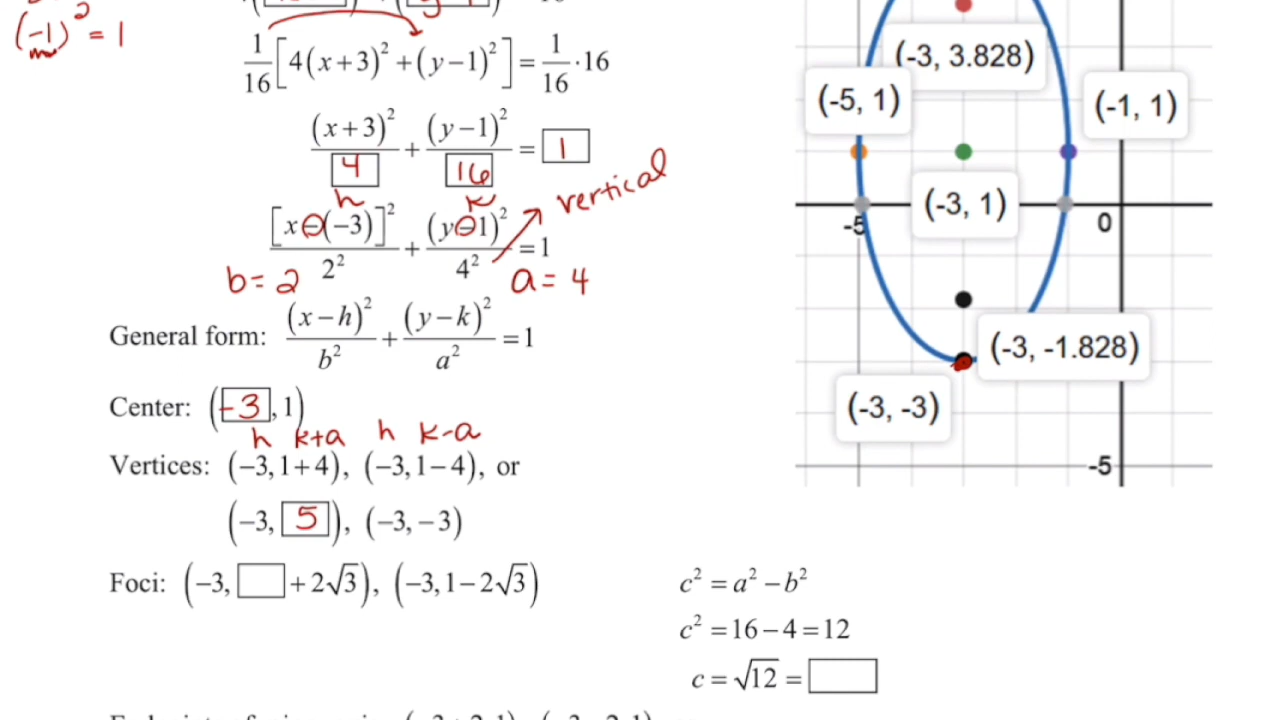 (-1)² = 1
1/16 [4(x+3)² + (y−1)²] = 1/16 · 16
(x+3)²/4 + (y−1)²/16 = 1
h k
[x−(−3)]²/2² + (y−1)²/4² = 1
vertical
b = 2 a = 4
General form: (x−h)²/b² + (y−k)²/a² = 1
Center: (-3, 1)
h k+a h k-a
Vertices: (−3, 1+4), (−3, 1−4), or
(−3, 5), (−3, −3)
Foci: (−3, □ + 2√3), (−3, 1−2√3)
c² = a² − b²
c² = 16 − 4 = 12
c = √12 = □
(-3, 3.828)
(-5, 1)
(-1, 1)
(-3, 1)
-5
0
(-3, -1.828)
(-3, -3)
-5